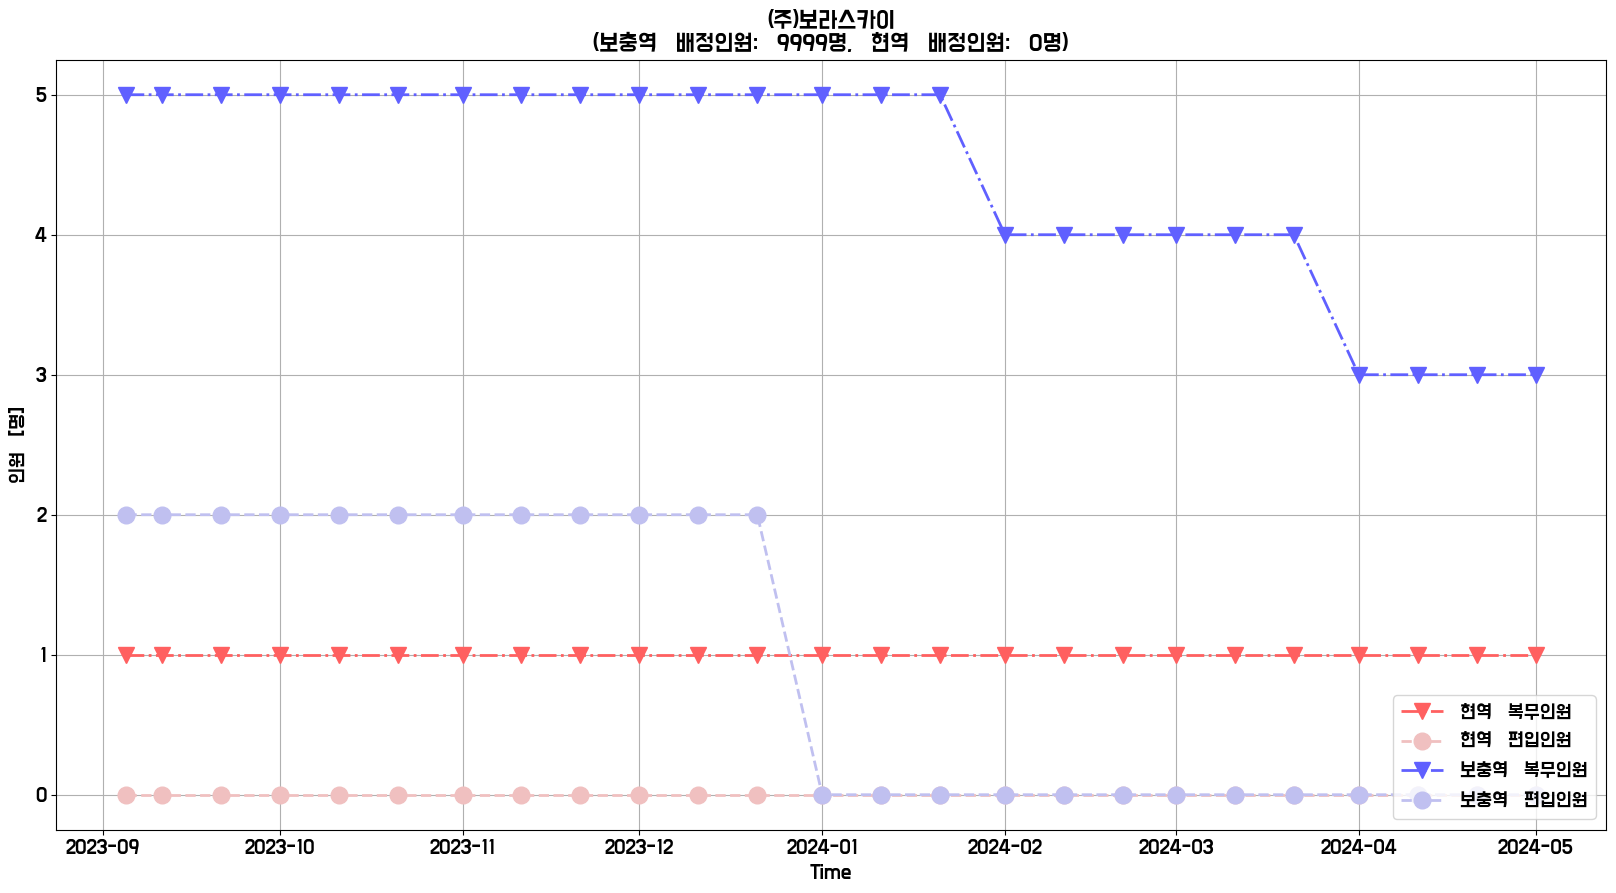 (주)보라스카이
(보충역 배정인원: 9999명, 현역 배정인원: 0명)
5
4
3
2
1
0
인원 [명]
2023-09
2023-10
2023-11
2023-12
2024-01
2024-02
2024-03
2024-04
2024-05
Time
현역 복무인원
현역 편입인원
보충역 복무인원
보충역 편입인원